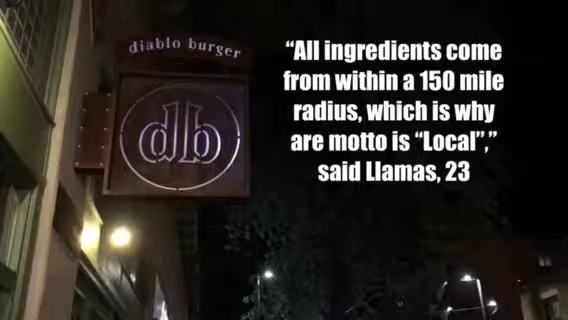 diablo burger
db
“All ingredients come
from within a 150 mile
radius, which is why
are motto is “Local”,”
said Llamas, 23